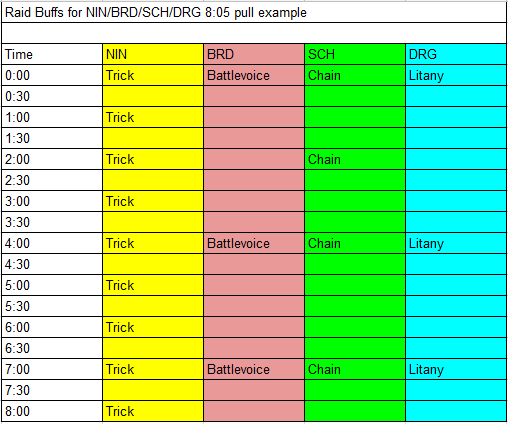 Raid Buffs for NIN/BRD/SCH/DRG 8:05 pull example
Time NIN BRD SCH DRG
0:00 Trick Battlevoice Chain Litany
0:30
1:00 Trick
1:30
2:00 Trick Chain
2:30
3:00 Trick
3:30
4:00 Trick Battlevoice Chain Litany
4:30
5:00 Trick
5:30
6:00 Trick
6:30
7:00 Trick Battlevoice Chain Litany
7:30
8:00 Trick